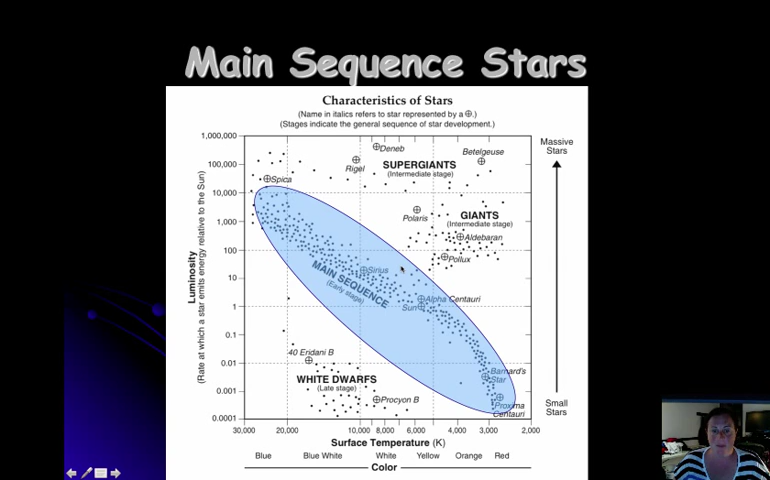 Main Sequence Stars
Characteristics of Stars
(Name in italics refers to star represented by a ⊕.)
(Stages indicate the general sequence of star development.)
Luminosity
(Rate at which a star emits energy relative to the Sun)
1,000,000
100,000
10,000
1,000
100
10
1
0.1
0.01
0.001
0.0001
Deneb
Betelgeuse
Rigel
SUPERGIANTS
(Intermediate stage)
Spica
Polaris
GIANTS
(Intermediate stage)
Aldebaran
Pollux
Sirius
MAIN SEQUENCE
(Early stage)
Alpha Centauri
Sun
40 Eridani B
Barnard's
Star
WHITE DWARFS
(Late stage)
Procyon B
Proxima
Centauri
Massive
Stars
Small
Stars
30,000 20,000 10,000 8,000 6,000 4,000 3,000 2,000
Surface Temperature (K)
Blue Blue White White Yellow Orange Red
Color